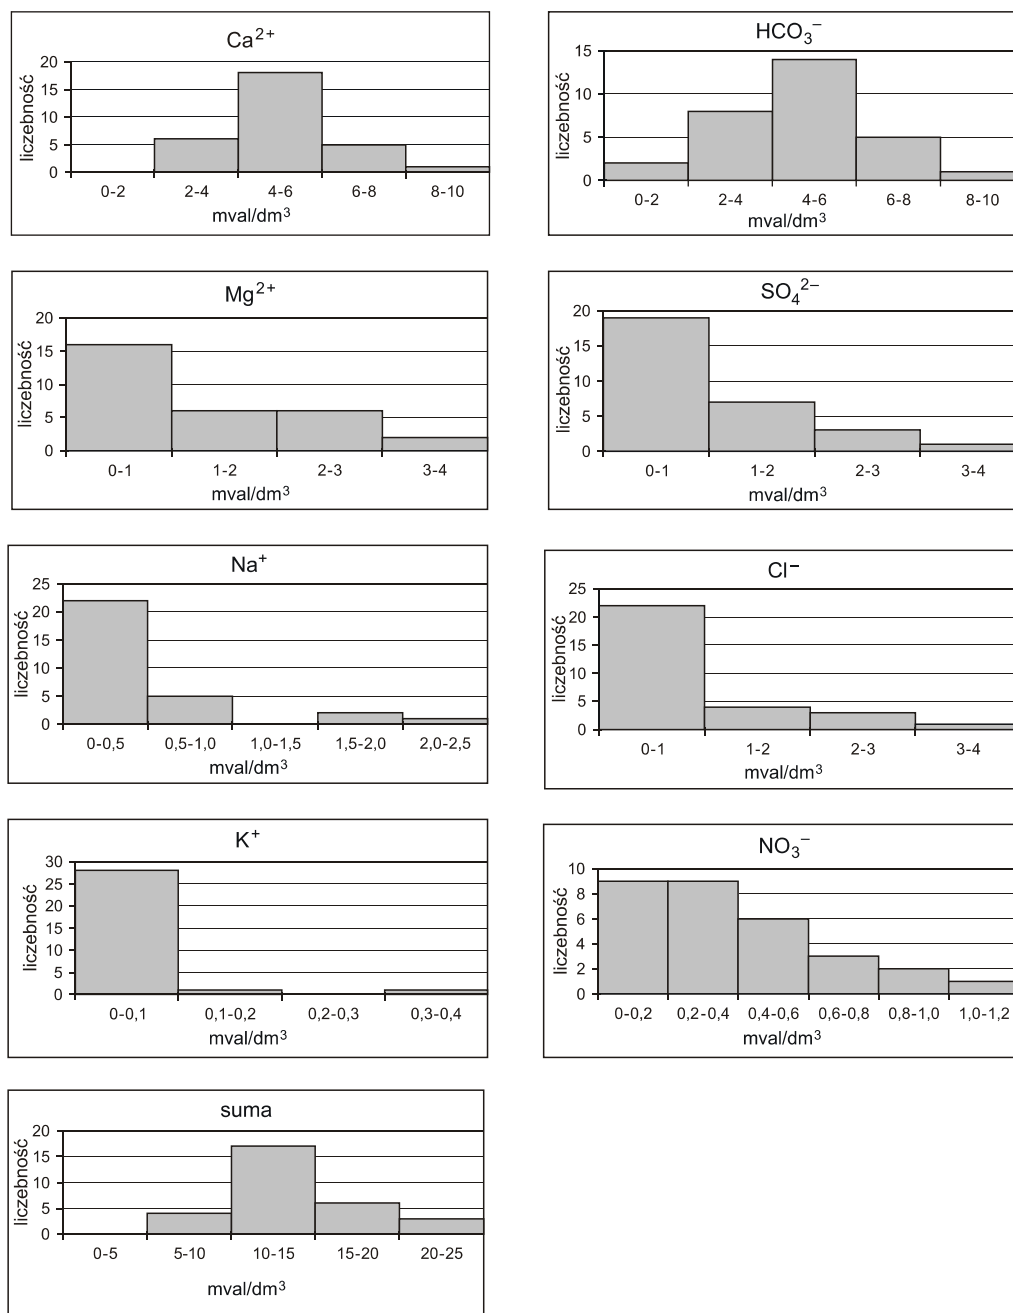 Ca²⁺
liczebność
20
15
10
5
0
0-2 2-4 4-6 6-8 8-10
mval/dm³
HCO₃⁻
liczebność
15
10
5
0
0-2 2-4 4-6 6-8 8-10
mval/dm³
Mg²⁺
liczebność
20
15
10
5
0
0-1 1-2 2-3 3-4
mval/dm³
SO₄²⁻
liczebność
20
15
10
5
0
0-1 1-2 2-3 3-4
mval/dm³
Na⁺
liczebność
25
20
15
10
5
0
0-0,5 0,5-1,0 1,0-1,5 1,5-2,0 2,0-2,5
mval/dm³
Cl⁻
liczebność
25
20
15
10
5
0
0-1 1-2 2-3 3-4
mval/dm³
K⁺
liczebność
30
25
20
15
10
5
0
0-0,1 0,1-0,2 0,2-0,3 0,3-0,4
mval/dm³
NO₃⁻
liczebność
10
8
6
4
2
0
0-0,2 0,2-0,4 0,4-0,6 0,6-0,8 0,8-1,0 1,0-1,2
mval/dm³
suma
liczebność
20
15
10
5
0
0-5 5-10 10-15 15-20 20-25
mval/dm³